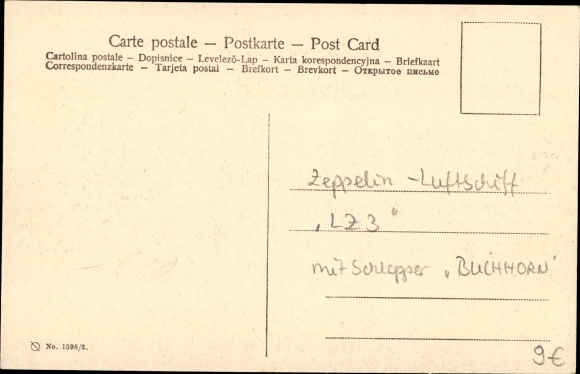 Carte postale – Postkarte – Post Card
Cartolina postale – Dopisnice – Levelező-Lap – Karta korespondencyjna – Briefkaart
Correspondenzkarte – Tarjeta postal – Brefkort – Brevkort – Открытое письмо
Zeppelin-Luftschiff
„LZ3"
mit Schlepper „BUCHHORN"
No. 1598/3.
9€